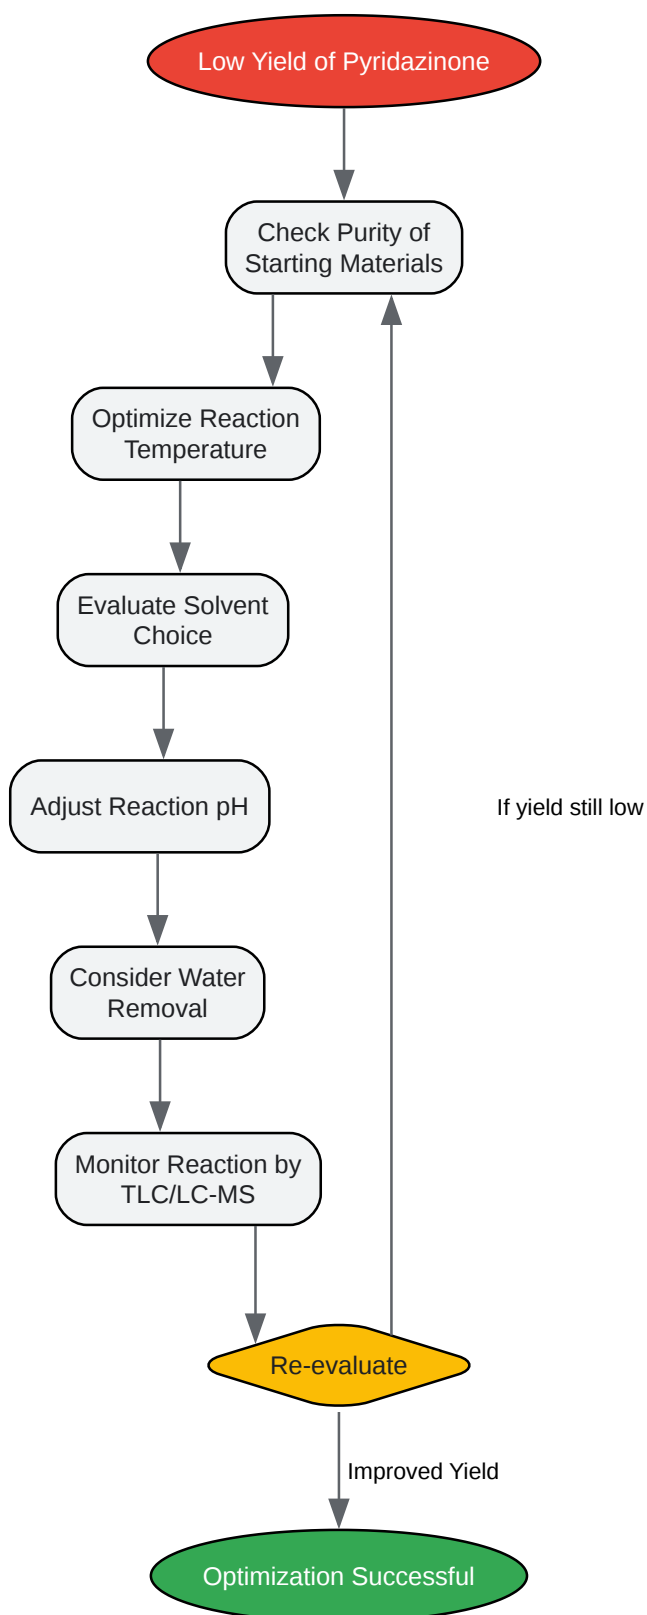 Low Yield of Pyridazinone
Check Purity of
Starting Materials
Optimize Reaction
Temperature
Evaluate Solvent
Choice
Adjust Reaction pH
If yield still low
Consider Water
Removal
Monitor Reaction by
TLC/LC-MS
Re-evaluate
Improved Yield
Optimization Successful